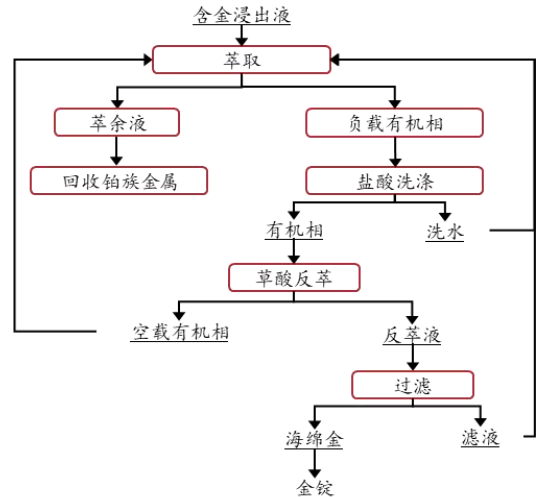 含金浸出液
萃取
萃余液
负载有机相
回收铂族金属
盐酸洗涤
有机相
洗水
草酸反萃
空载有机相
反萃液
过滤
海绵金
滤液
金锭